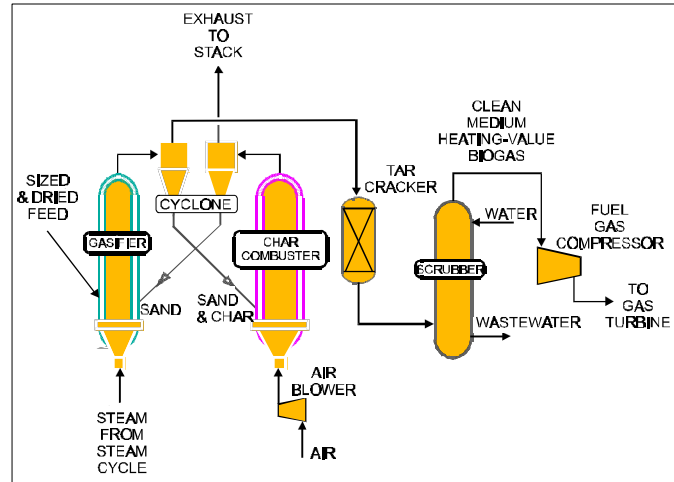 EXHAUST
TO
STACK
CLEAN
MEDIUM
HEATING-VALUE
BIOGAS
SIZED
& DRIED
FEED
CYCLONE
TAR
CRACKER
WATER
FUEL
GAS
COMPRESSOR
GASIFIER
CHAR
COMBUSTER
SCRUBBER
SAND
SAND
& CHAR
TO
GAS
TURBINE
WASTEWATER
AIR
BLOWER
STEAM
FROM
STEAM
CYCLE
AIR